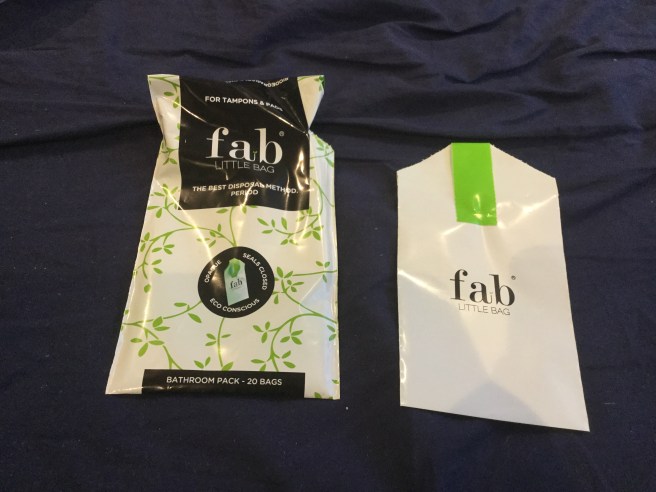 FOR TAMPONS & PADS
fab®
LITTLE BAG
THE BEST DISPOSAL METHOD.
PERIOD
OPAQUE
SEALS CLOSED
fab
ECO CONSCIOUS
BATHROOM PACK - 20 BAGS
fab®
LITTLE BAG